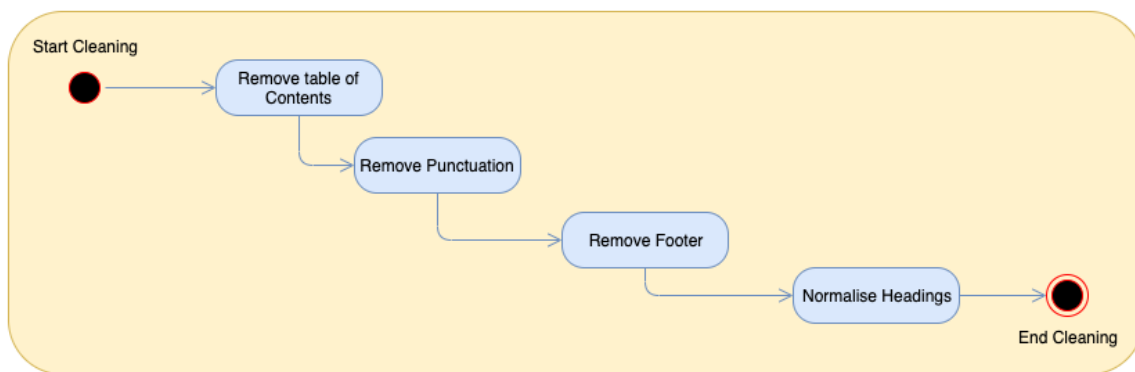 Start Cleaning
Remove table of
Contents
Remove Punctuation
Remove Footer
Normalise Headings
End Cleaning